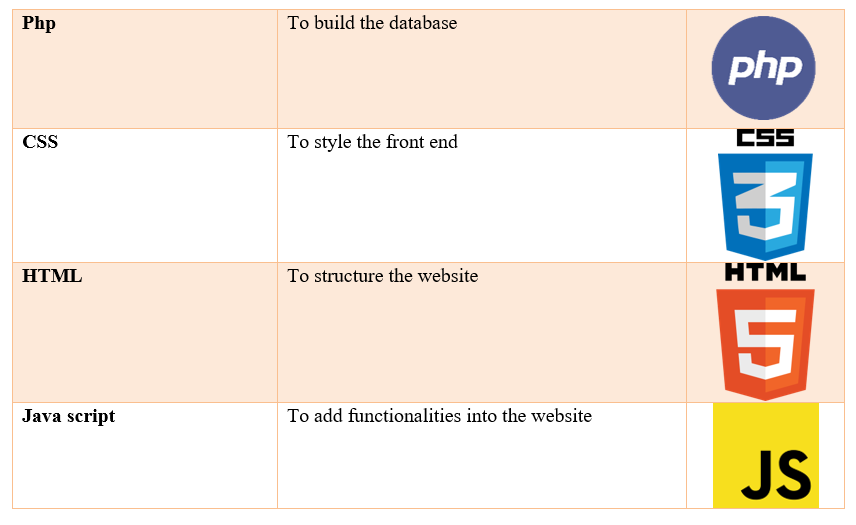 Php To build the database php
CSS To style the front end CSS
3
HTML To structure the website HTML
5
Java script To add functionalities into the website JS